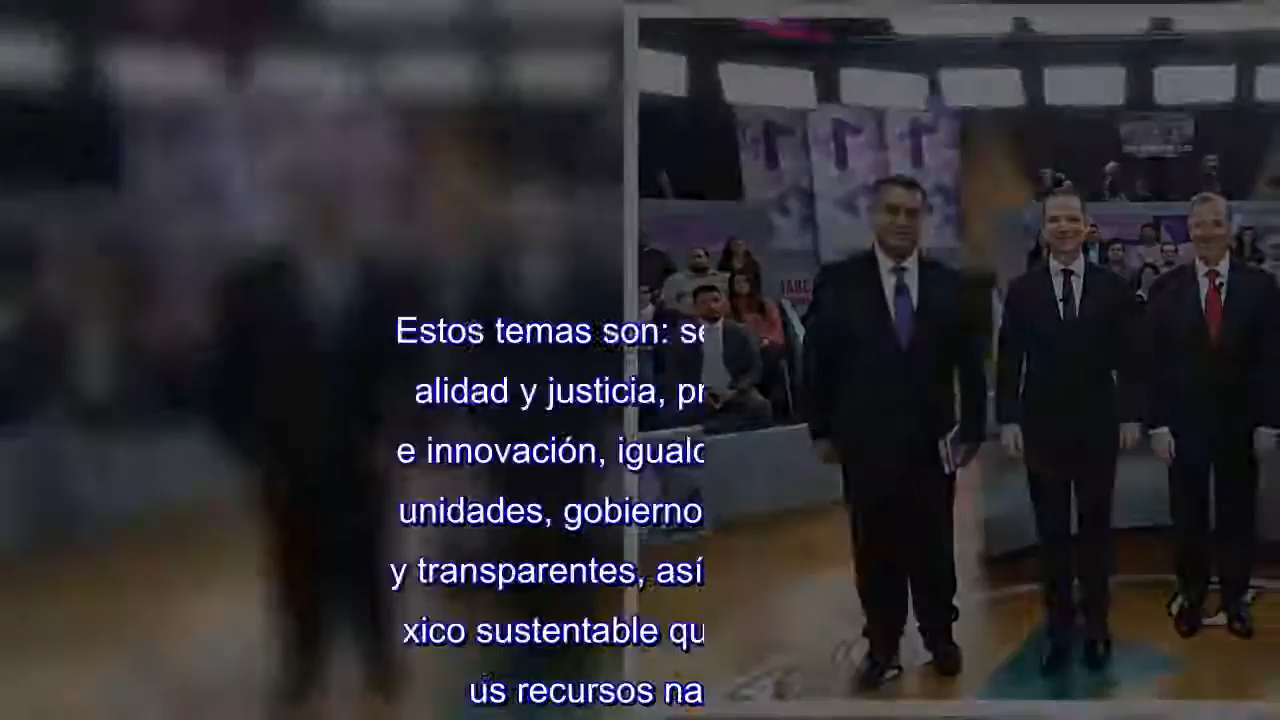 Estos temas son: se
alidad y justicia, pr
e innovación, igualc
unidades, gobierno
y transparentes, así
xico sustentable qu
us recursos na